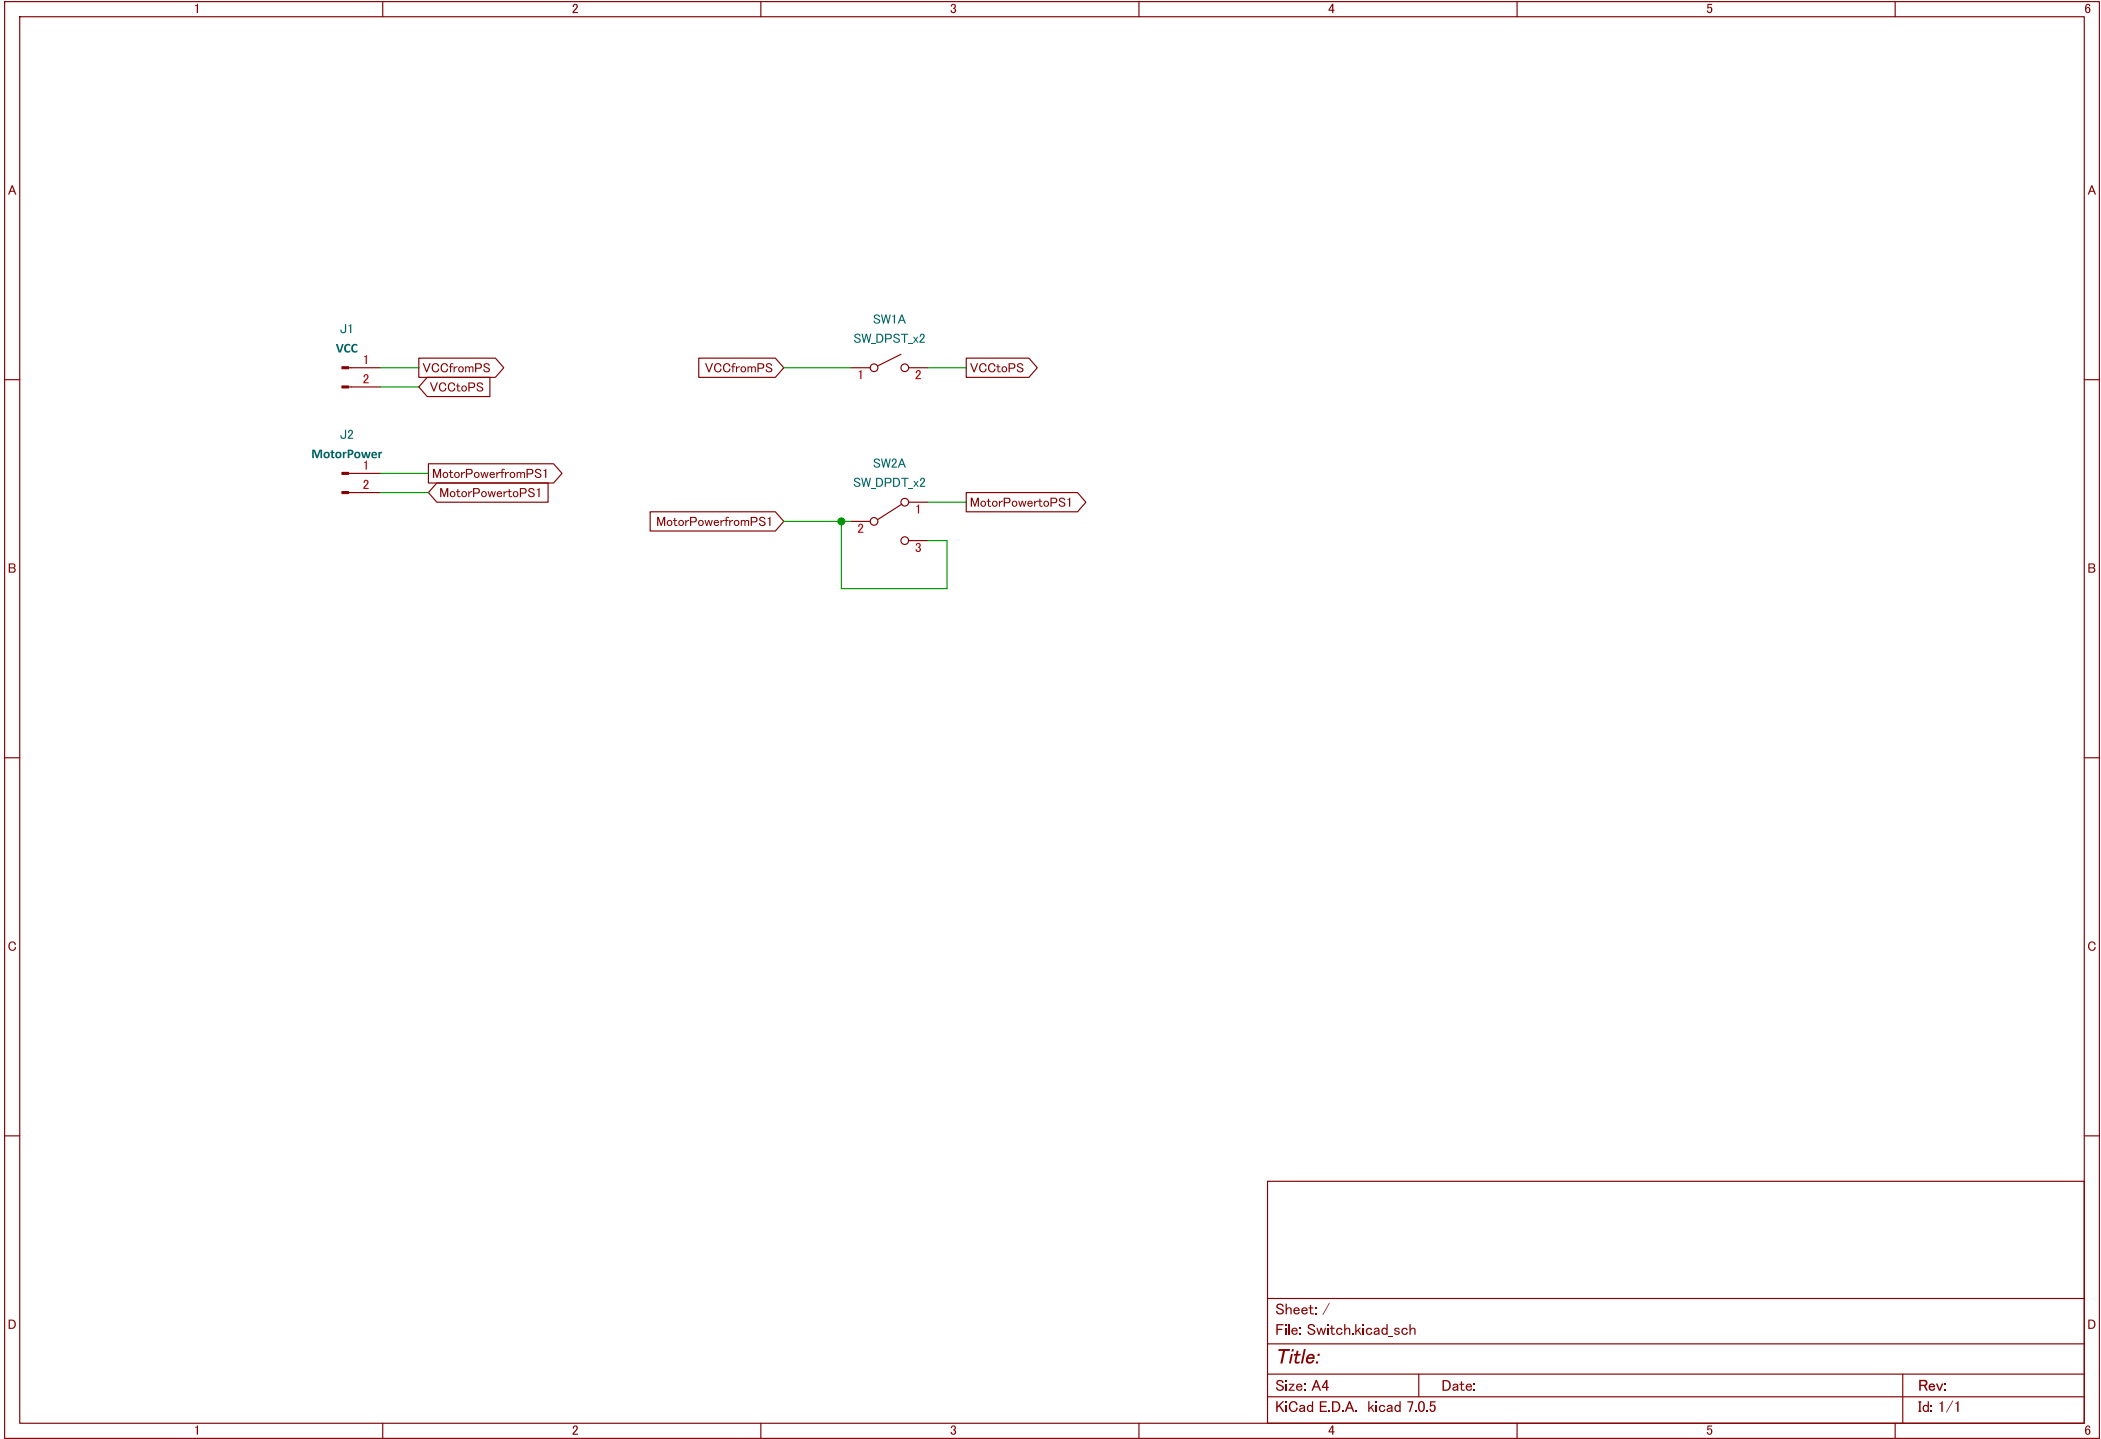 1 2 3 4 5 6
A A
J1
VCC
1 VCCfromPS
2 VCCtoPS
SW1A
SW_DPST_x2
VCCfromPS 1 2 VCCtoPS
J2
MotorPower
1 MotorPowerfromPS1
2 MotorPowertoPS1
SW2A
SW_DPDT_x2
1 MotorPowertoPS1
MotorPowerfromPS1 2
3
B B
C C
D D
Sheet: /
File: Switch.kicad_sch
Title:
Size: A4 Date: Rev:
KiCad E.D.A. kicad 7.0.5 Id: 1/1
1 2 3 4 5 6